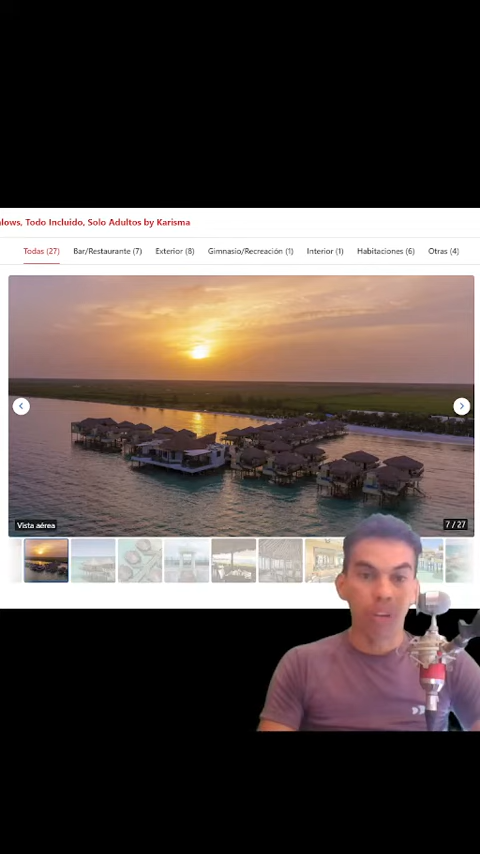 lows, Todo Incluido, Solo Adultos by Karisma
Todas (27) Bar/Restaurante (7) Exterior (8) Gimnasio/Recreación (1) Interior (1) Habitaciones (6) Otras (4)
Vista aérea
7 / 27